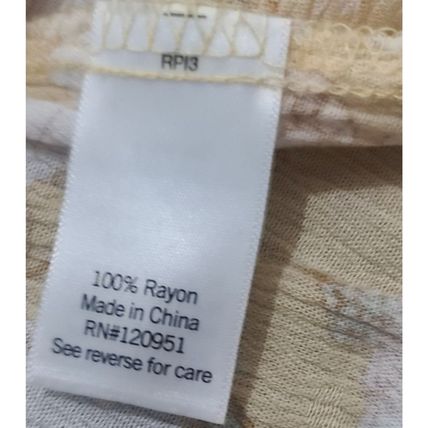 RPI3
100% Rayon
Made in China
RN#120951
See reverse for care